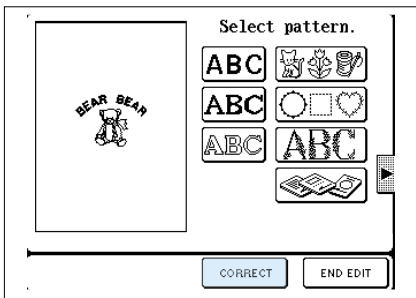 Select pattern.
BEAR BEAR
ABC
ABC
ABC ABC
CORRECT END EDIT